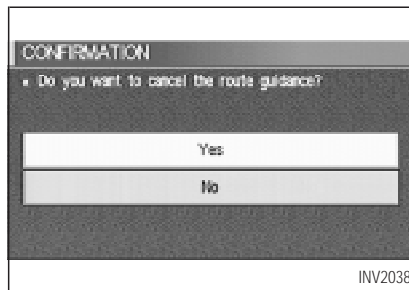 CONFIRMATION
▪ Do you want to cancel the route guidance?
Yes
No
INV2038